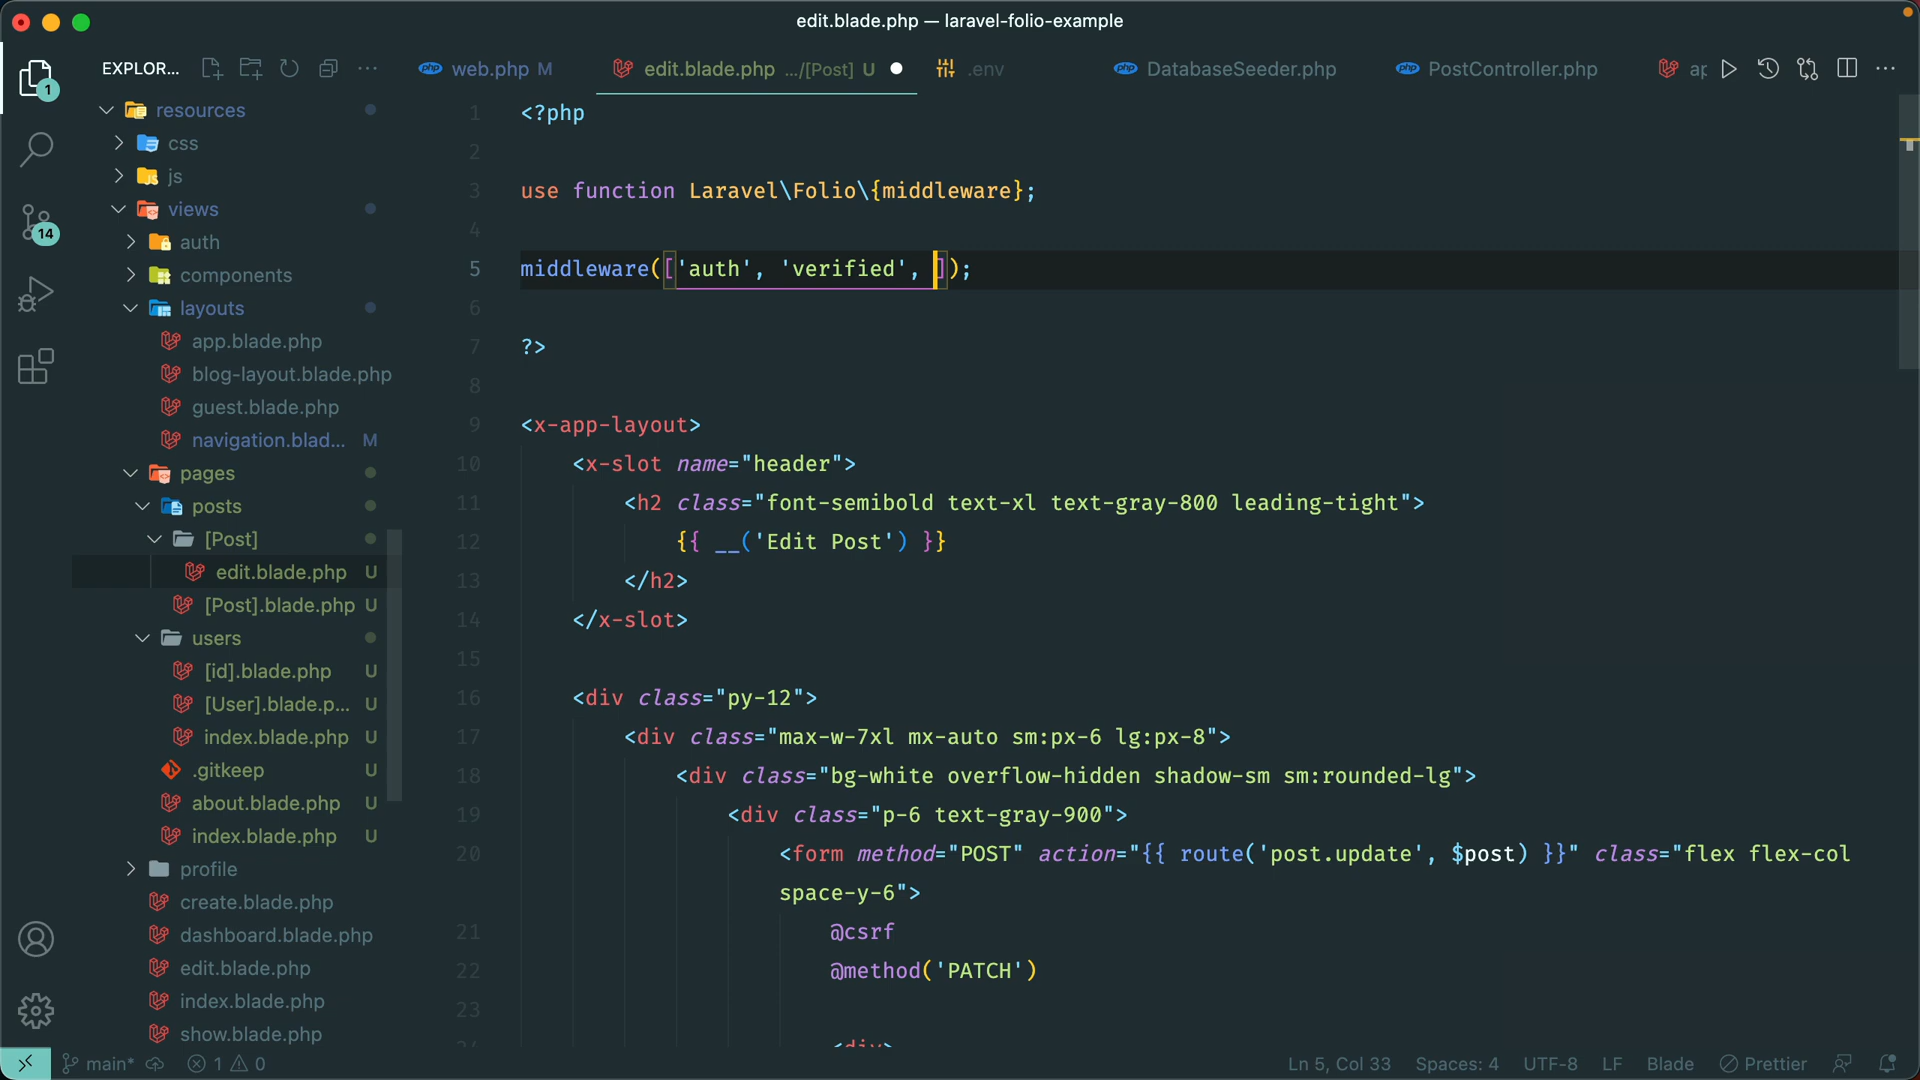 edit.blade.php — laravel-folio-example
EXPLOR...
web.php M
edit.blade.php .../[Post] U
.env
DatabaseSeeder.php
PostController.php
ap
1
14
resources
css
js
views
auth
components
layouts
app.blade.php
blog-layout.blade.php
guest.blade.php
navigation.blad... M
pages
posts
[Post]
edit.blade.php U
[Post].blade.php U
users
[id].blade.php U
[User].blade.p... U
index.blade.php U
.gitkeep U
about.blade.php U
index.blade.php U
profile
create.blade.php
dashboard.blade.php
edit.blade.php
index.blade.php
show.blade.php
1 <?php
2
3 use function Laravel\Folio\{middleware};
4
5 middleware(['auth', 'verified', ]);
6
7 ?>
8
9 <x-app-layout>
10 <x-slot name="header">
11 <h2 class="font-semibold text-xl text-gray-800 leading-tight">
12 {{ __('Edit Post') }}
13 </h2>
14 </x-slot>
15
16 <div class="py-12">
17 <div class="max-w-7xl mx-auto sm:px-6 lg:px-8">
18 <div class="bg-white overflow-hidden shadow-sm sm:rounded-lg">
19 <div class="p-6 text-gray-900">
20 <form method="POST" action="{{ route('post.update', $post) }}" class="flex flex-col
space-y-6">
21 @csrf
22 @method('PATCH')
23
24 <div>
main* 1 0
Ln 5, Col 33 Spaces: 4 UTF-8 LF Blade Prettier